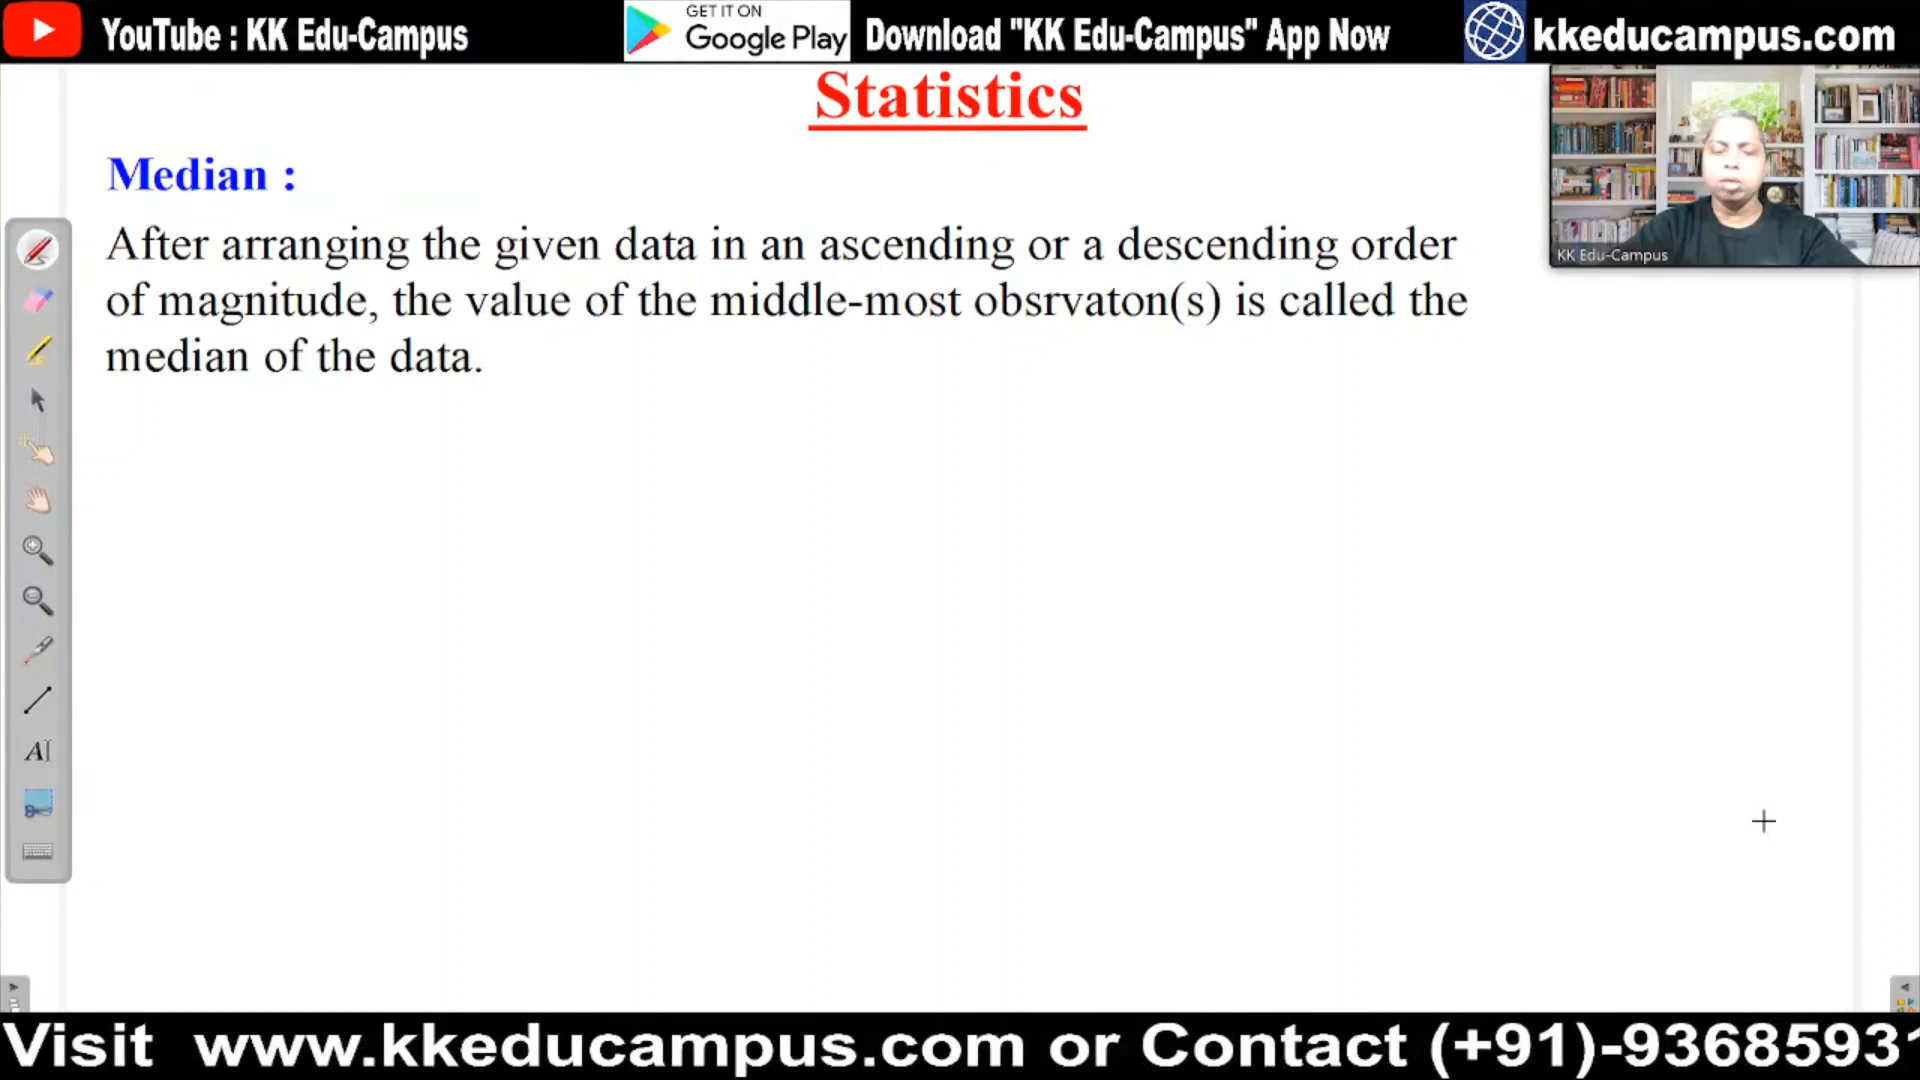 YouTube : KK Edu-Campus
GET IT ON
Google Play
Download "KK Edu-Campus" App Now
kkeducampus.com
Statistics
Median :
KK Edu-Campus
After arranging the given data in an ascending or a descending order
of magnitude, the value of the middle-most obsrvaton(s) is called the
median of the data.
AI
Visit www.kkeducampus.com or Contact (+91)-9368593